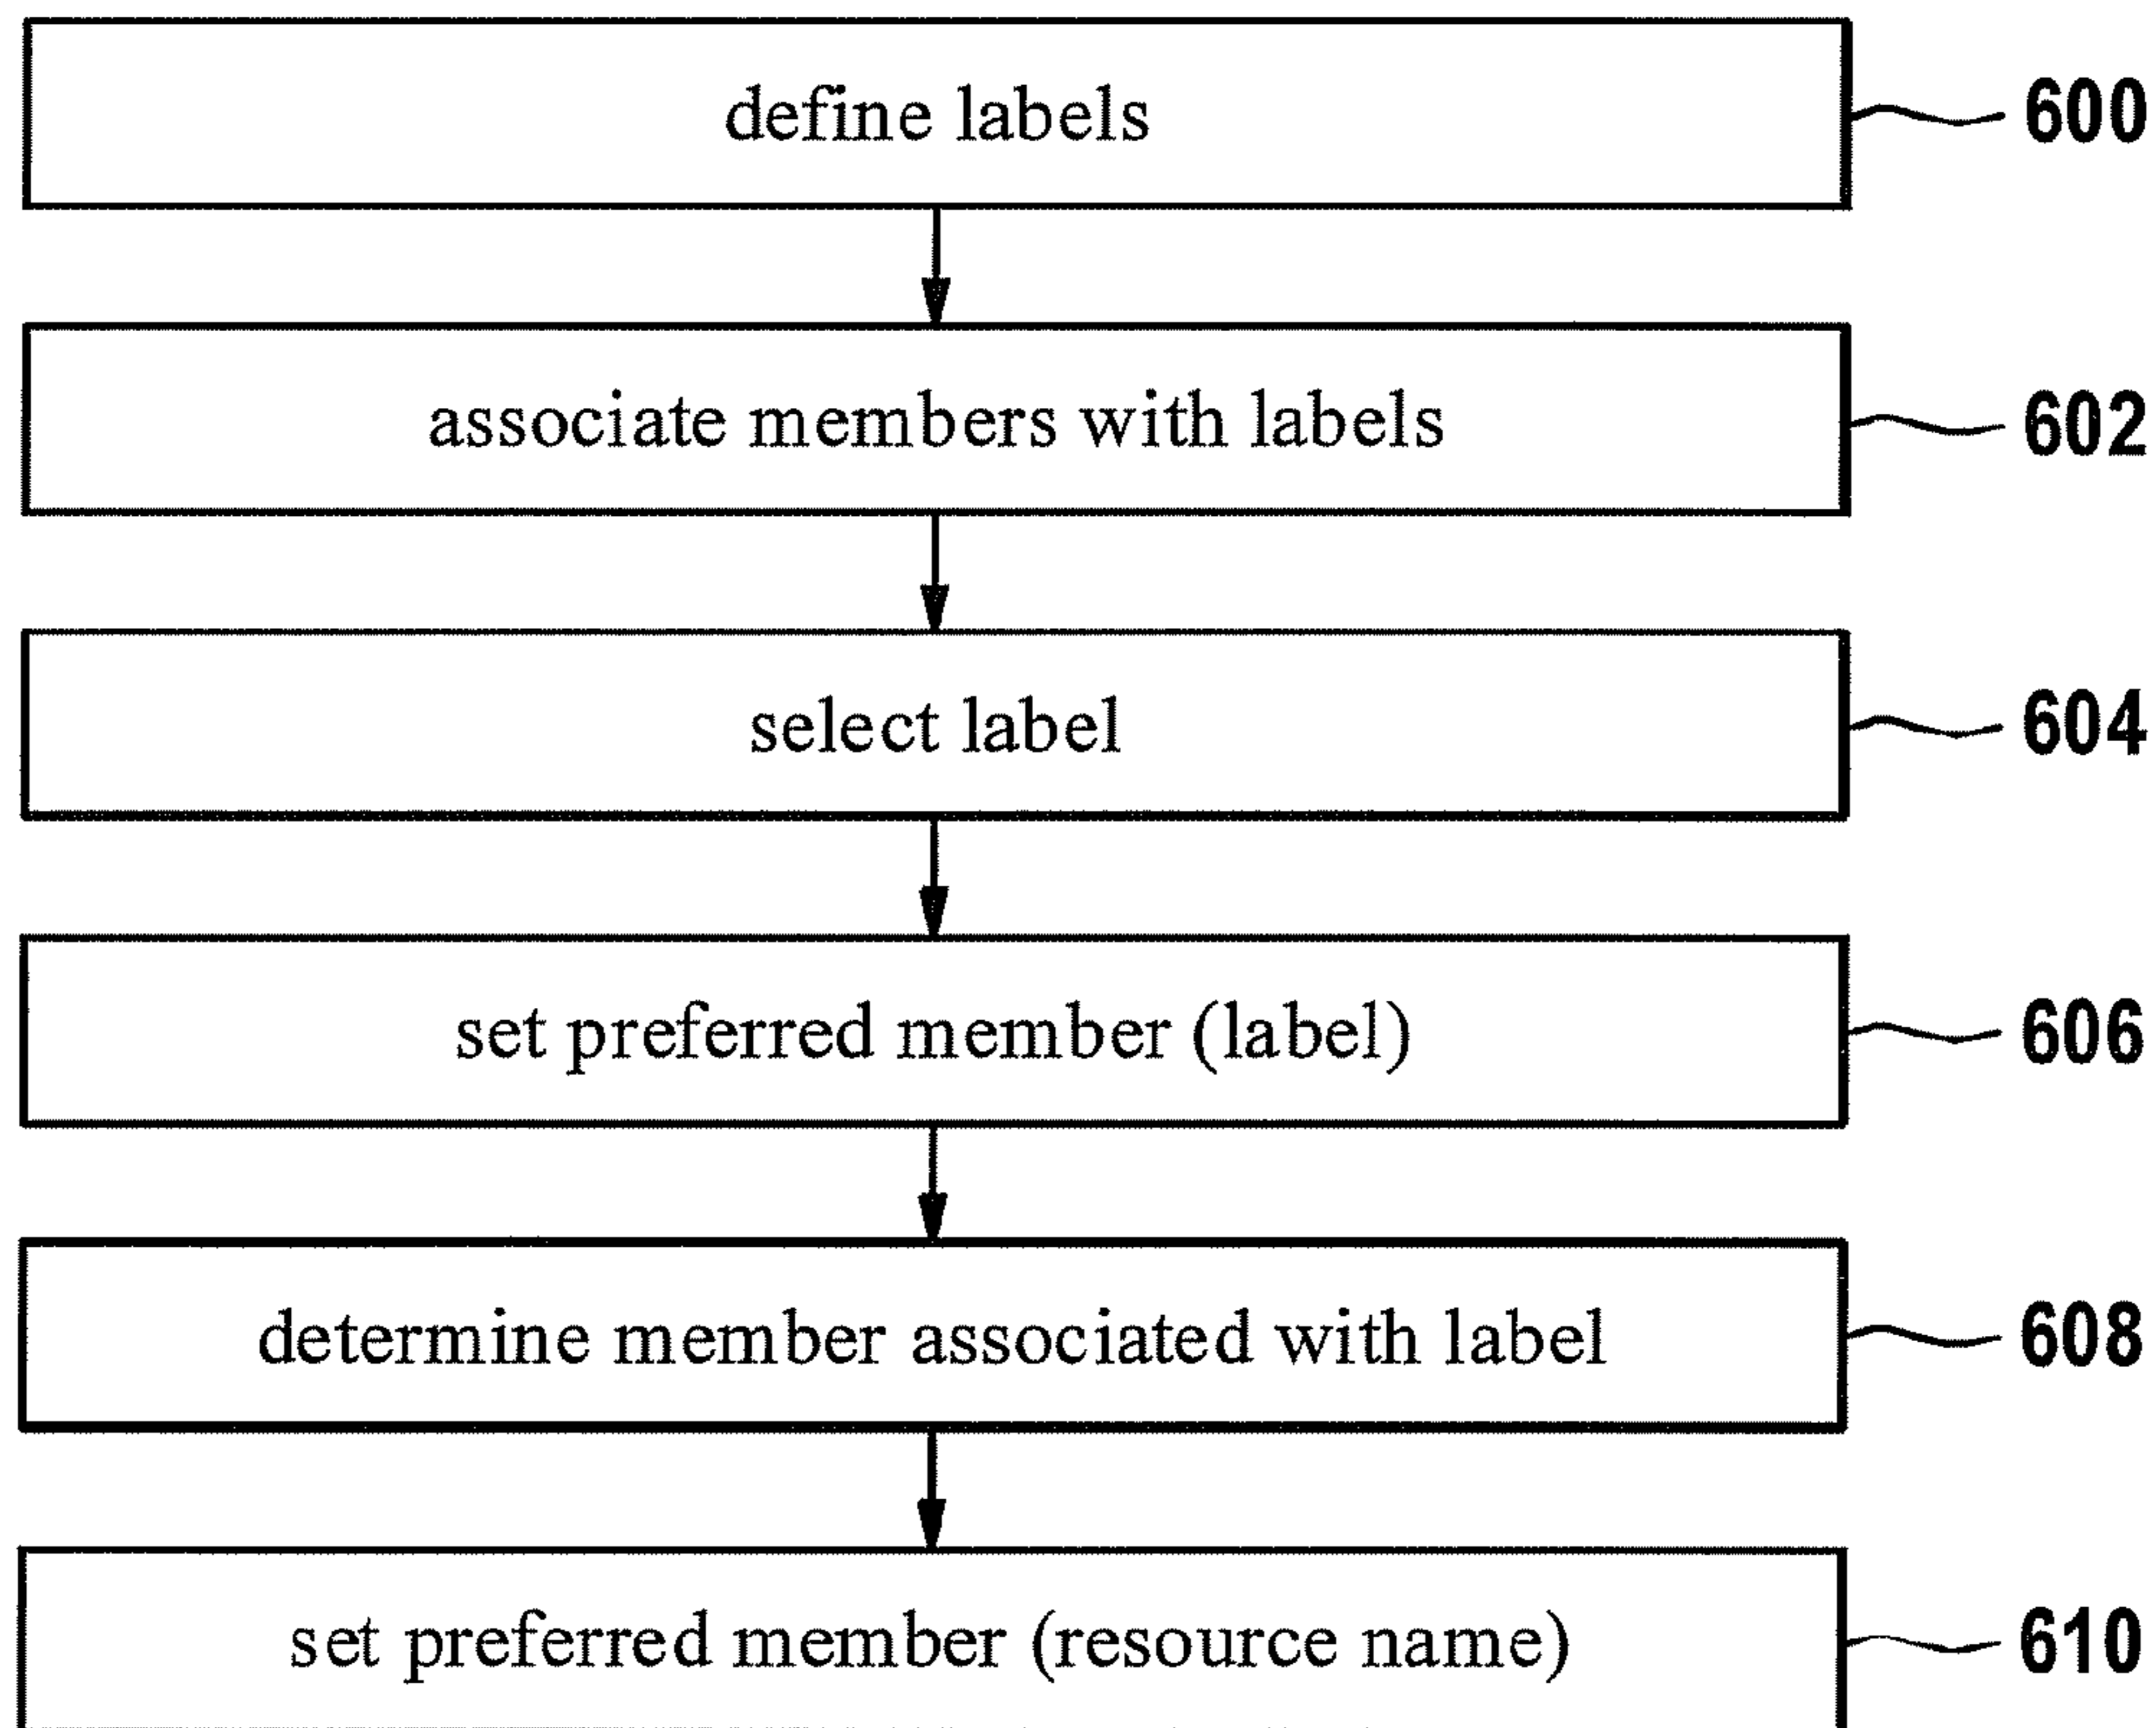 define labels 600
associate members with labels 602
select label 604
set preferred member (label) 606
determine member associated with label 608
set preferred member (resource name) 610